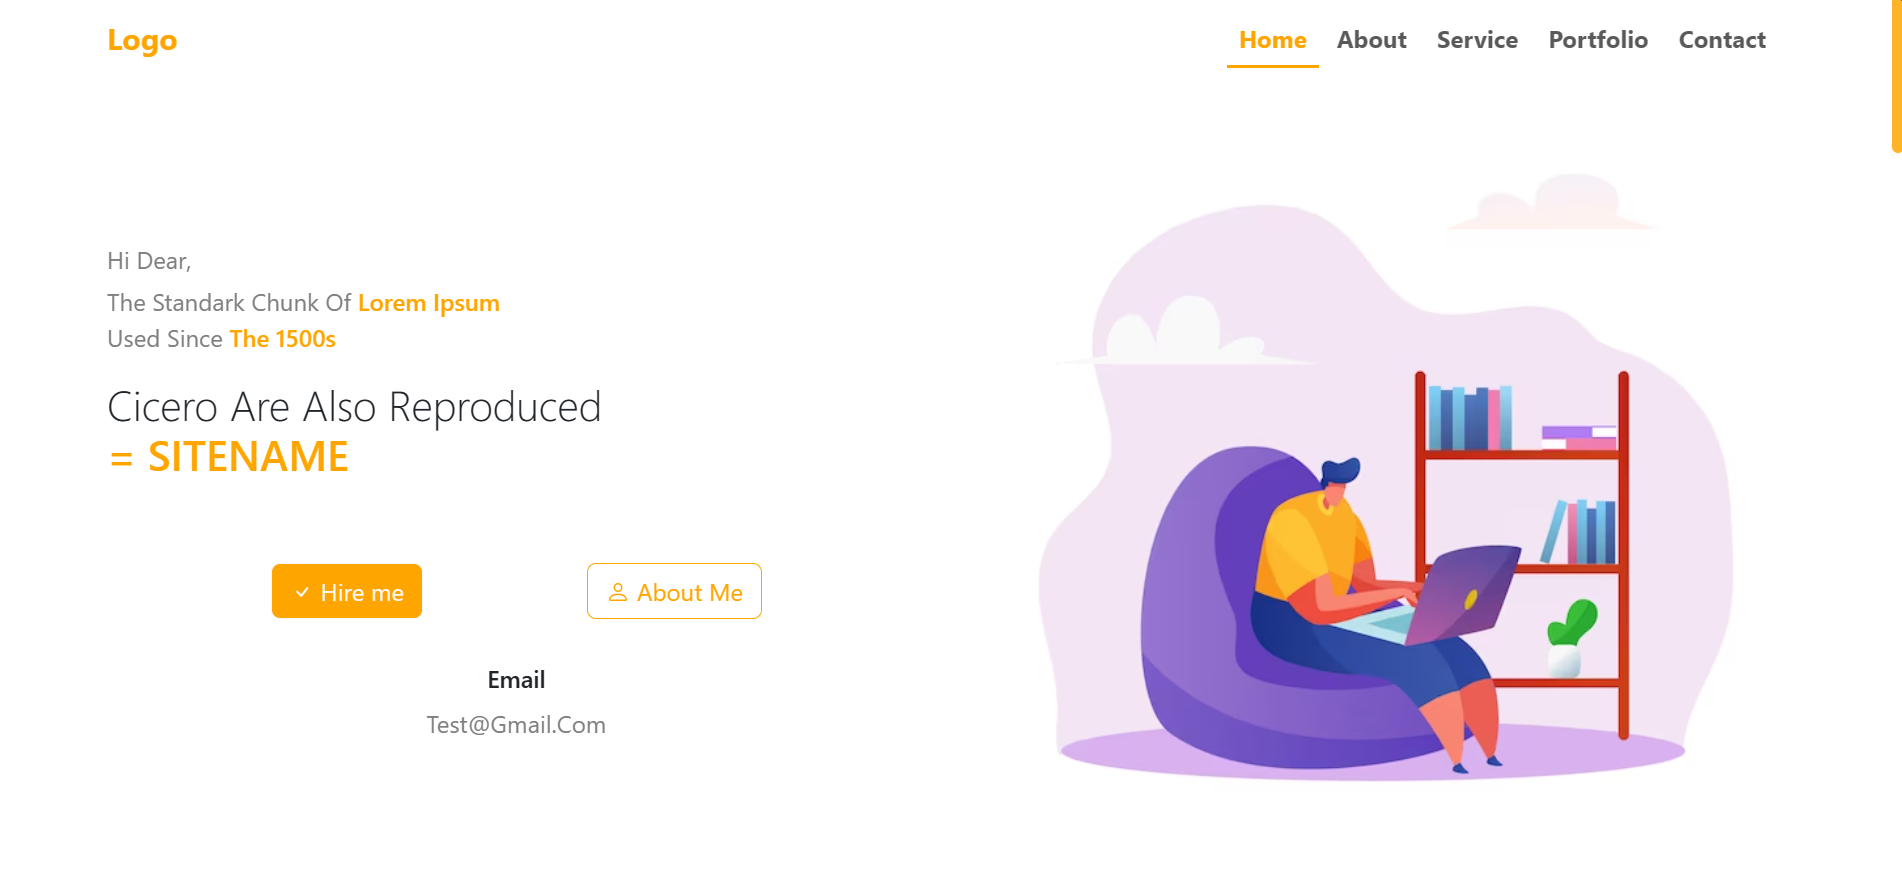 Logo
Home About Service Portfolio Contact
Hi Dear,
The Standark Chunk Of Lorem Ipsum
Used Since The 1500s
Cicero Are Also Reproduced
= SITENAME
Hire me
About Me
Email
Test@Gmail.Com